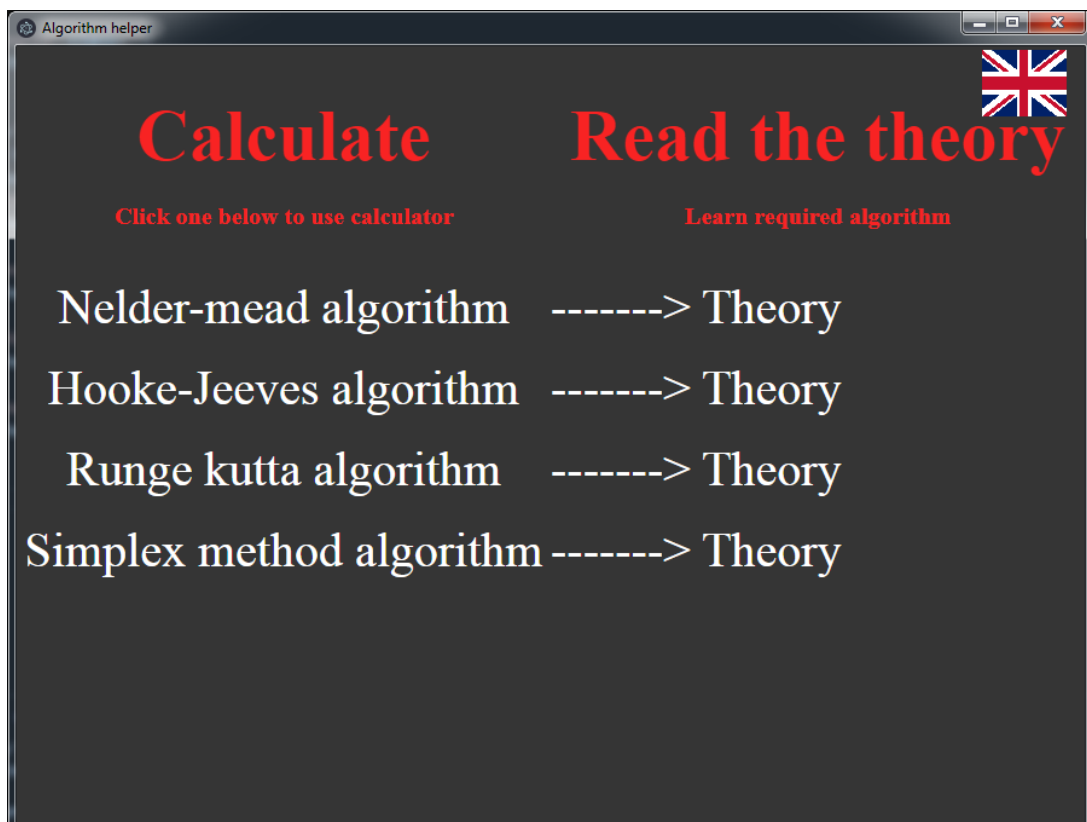 Algorithm helper
Calculate
Read the theory
Click one below to use calculator
Learn required algorithm
Nelder-mead algorithm -------> Theory
Hooke-Jeeves algorithm -------> Theory
Runge kutta algorithm -------> Theory
Simplex method algorithm -------> Theory